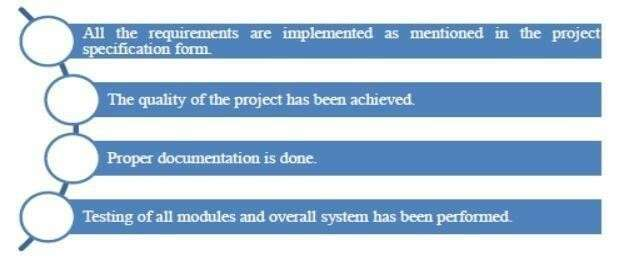 All the requirements are implemented as mentioned in the project
specification form.
The quality of the project has been achieved.
Proper documentation is done.
Testing of all modules and overall system has been performed.